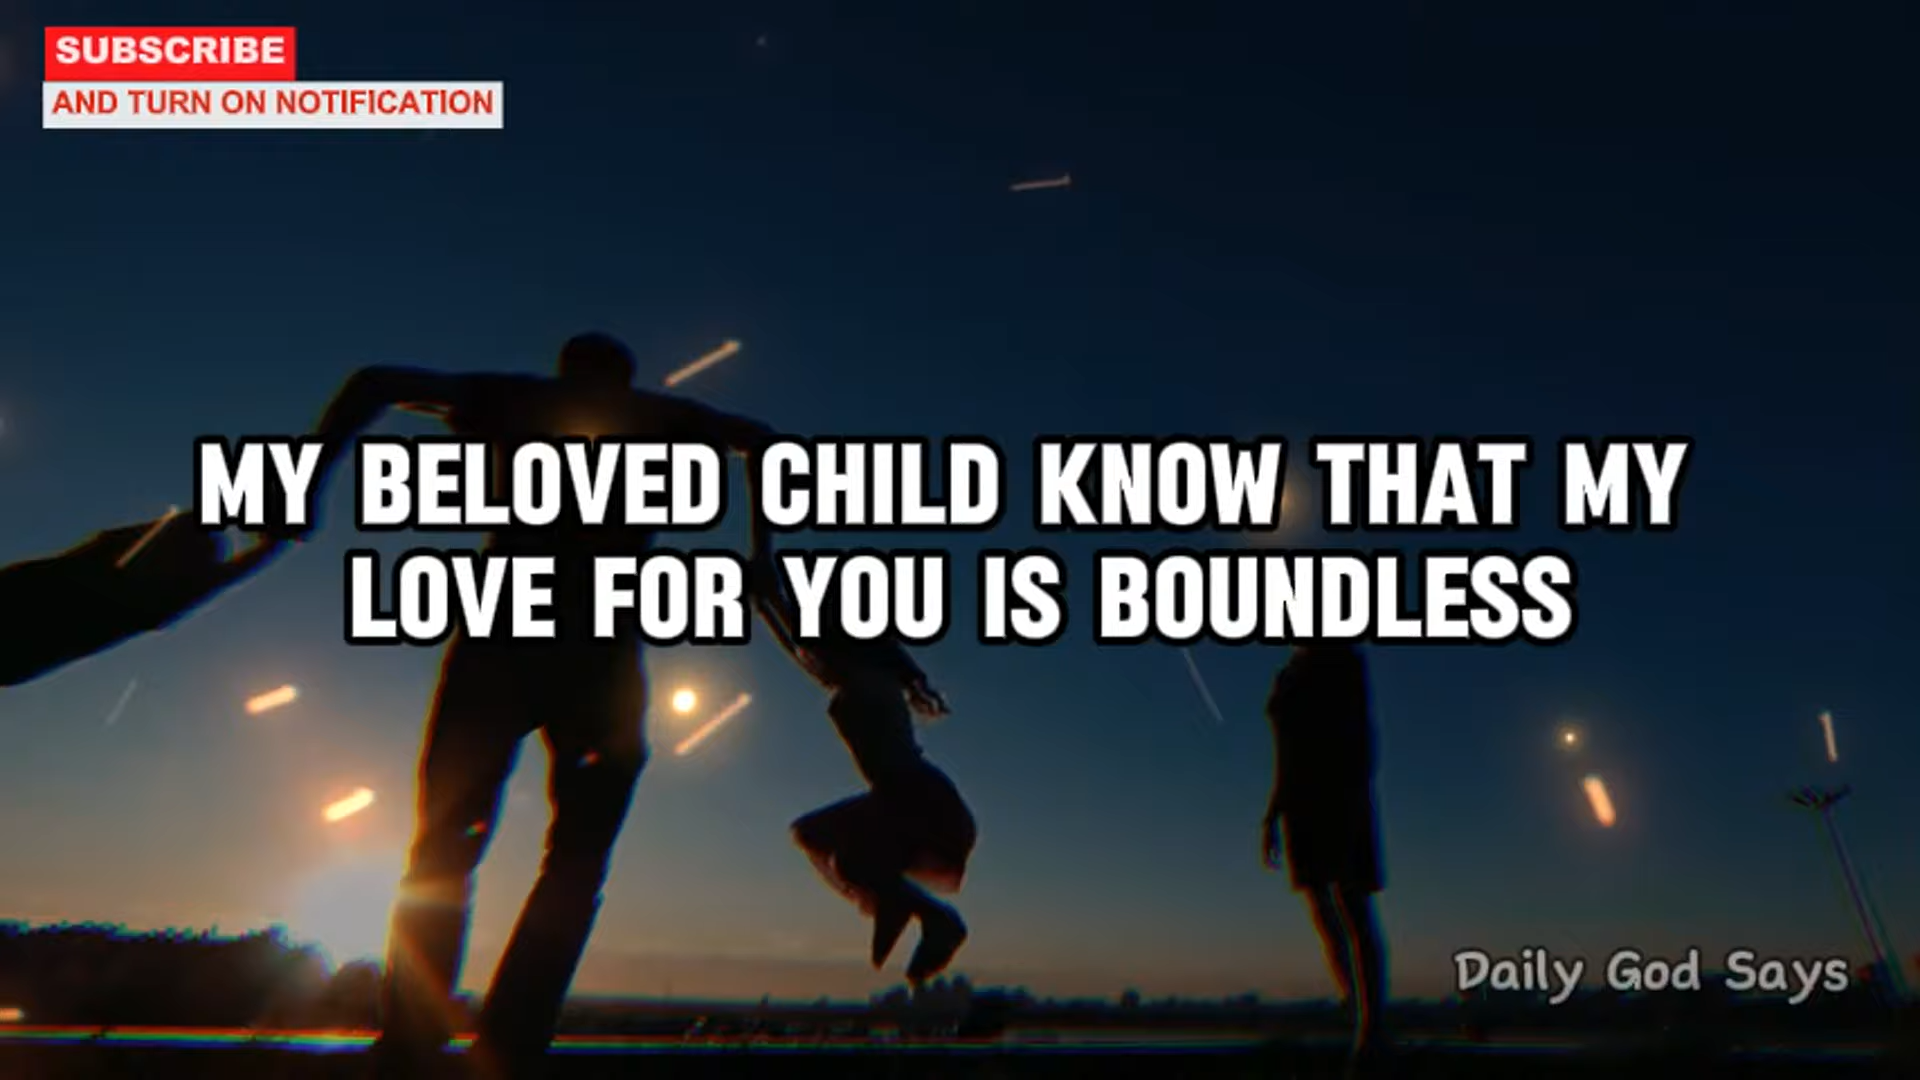 SUBSCRIBE
AND TURN ON NOTIFICATION
MY BELOVED CHILD KNOW THAT MY
LOVE FOR YOU IS BOUNDLESS
Daily God Says